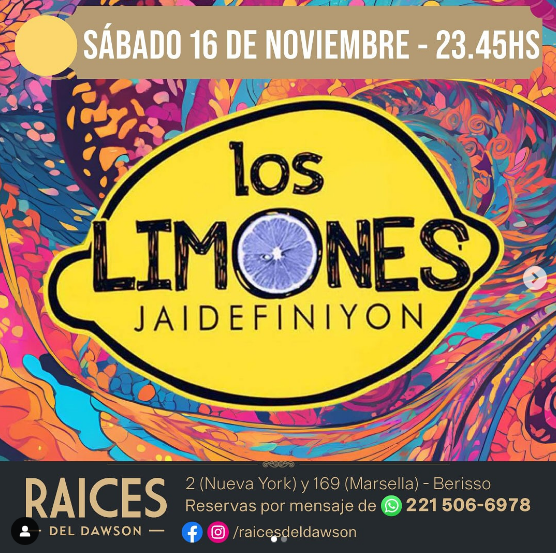 SÁBADO 16 DE NOVIEMBRE - 23.45HS
los
LIMONES
JAIDEFINIYON
RAICES
DEL DAWSON
2 (Nueva York) y 169 (Marsella) - Berisso
Reservas por mensaje de 221 506-6978
/raicesdeldawson